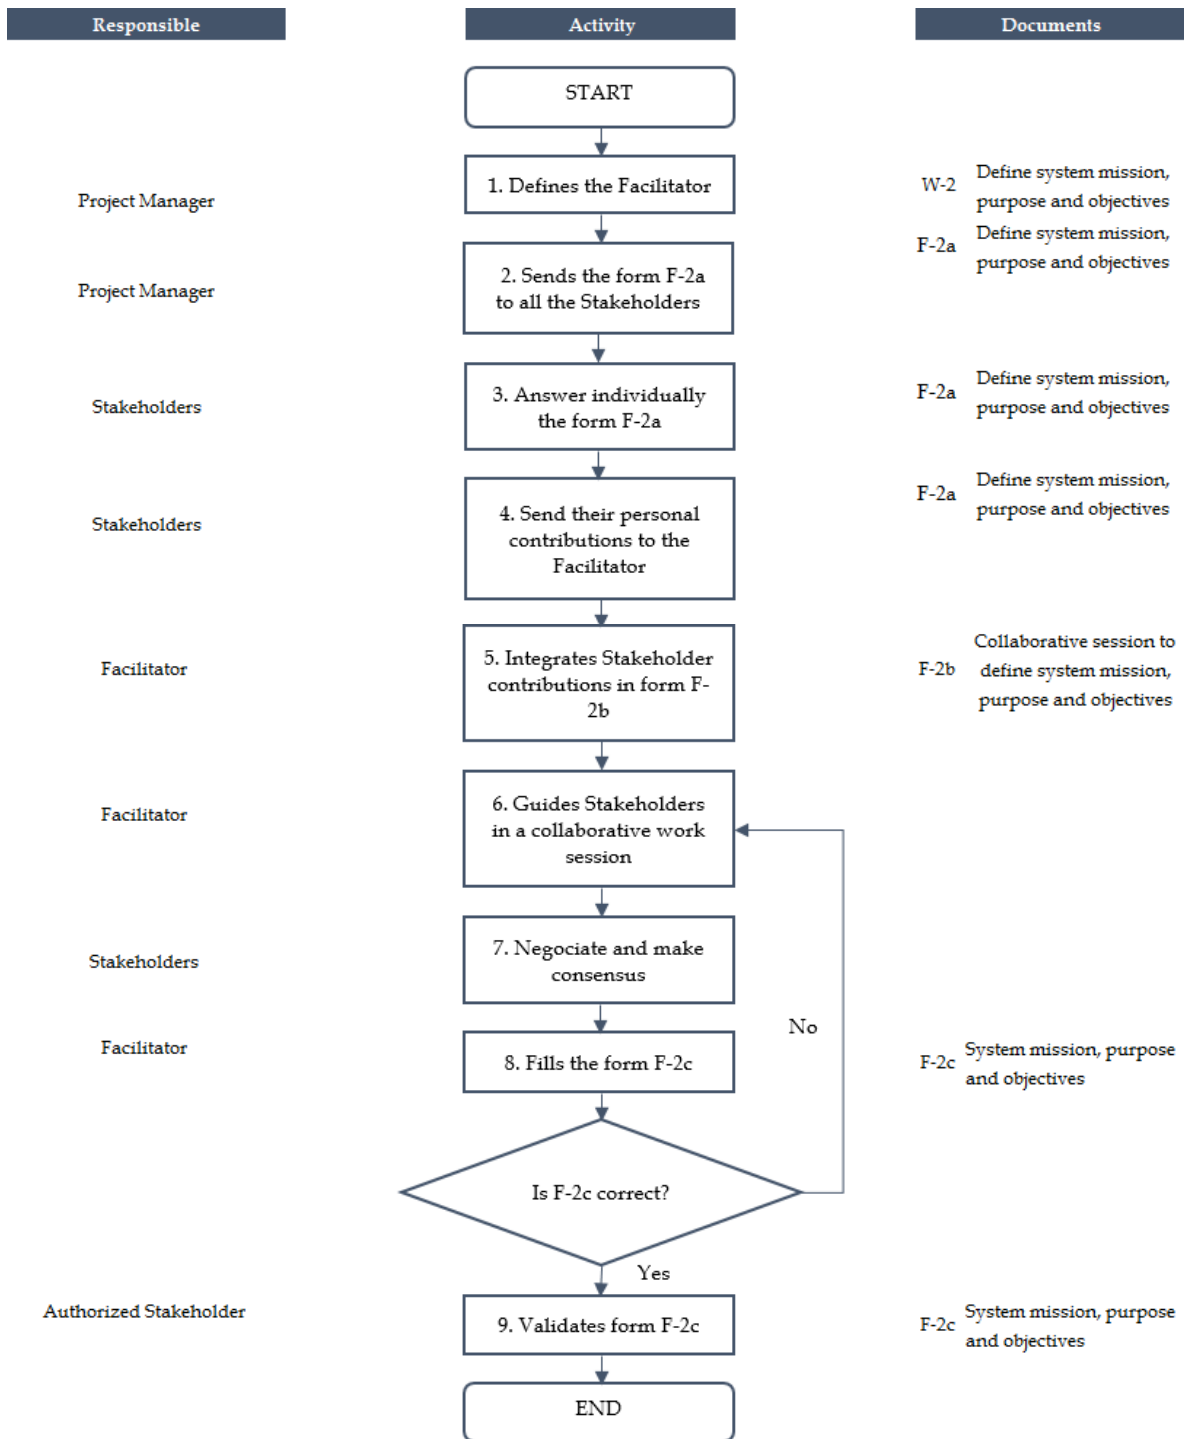 Responsible
Activity
Documents
START
1. Defines the Facilitator
Project Manager
W-2
Define system mission,
purpose and objectives
F-2a
Define system mission,
purpose and objectives
Project Manager
2. Sends the form F-2a
to all the Stakeholders
Stakeholders
3. Answer individually
the form F-2a
F-2a
Define system mission,
purpose and objectives
Stakeholders
4. Send their personal
contributions to the
Facilitator
F-2a
Define system mission,
purpose and objectives
Facilitator
5. Integrates Stakeholder
contributions in form F-
2b
F-2b
Collaborative session to
define system mission,
purpose and objectives
Facilitator
6. Guides Stakeholders
in a collaborative work
session
Stakeholders
7. Negociate and make
consensus
No
Facilitator
8. Fills the form F-2c
F-2c
System mission, purpose
and objectives
Is F-2c correct?
Yes
Authorized Stakeholder
9. Validates form F-2c
F-2c
System mission, purpose
and objectives
END